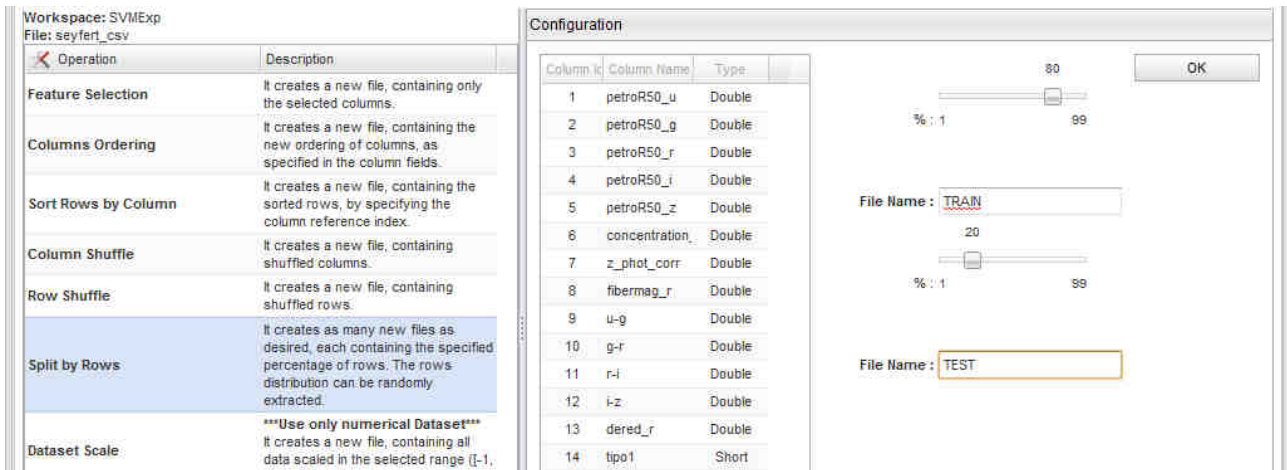 Workspace: SVMExp
File: seyfert_csv
Operation Description
Feature Selection
It creates a new file, containing only
the selected columns.
Columns Ordering
It creates a new file, containing the
new ordering of columns, as
specified in the column fields.
Sort Rows by Column
It creates a new file, containing the
sorted rows, by specifying the
column reference index.
Column Shuffle
It creates a new file, containing
shuffled columns.
Row Shuffle
It creates a new file, containing
shuffled rows.
Split by Rows
It creates as many new files as
desired, each containing the specified
percentage of rows. The rows
distribution can be randomly
extracted.
Dataset Scale
***Use only numerical Dataset***
It creates a new file, containing all
data scaled in the selected range ([-1,
Configuration
Column Ic Column Name Type
1 petroR50_u Double
2 petroR50_g Double
3 petroR50_r Double
4 petroR50_i Double
5 petroR50_z Double
6 concentration_ Double
7 z_phot_corr Double
8 fibermag_r Double
9 u-g Double
10 g-r Double
11 r-i Double
12 i-z Double
13 dered_r Double
14 tipo1 Short
80
% : 1 99
File Name : TRAIN
20
% : 1 99
File Name : TEST
OK